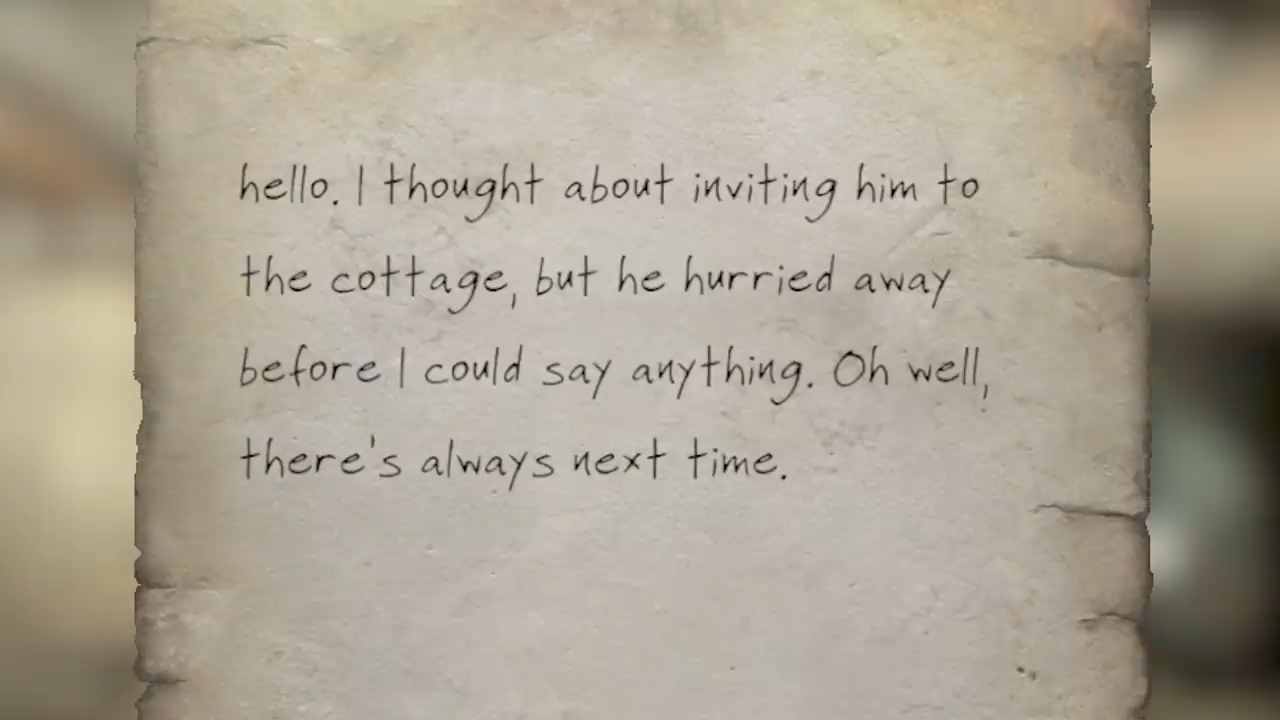 hello. I thought about inviting him to
the cottage, but he hurried away
before I could say anything. Oh well,
there's always next time.